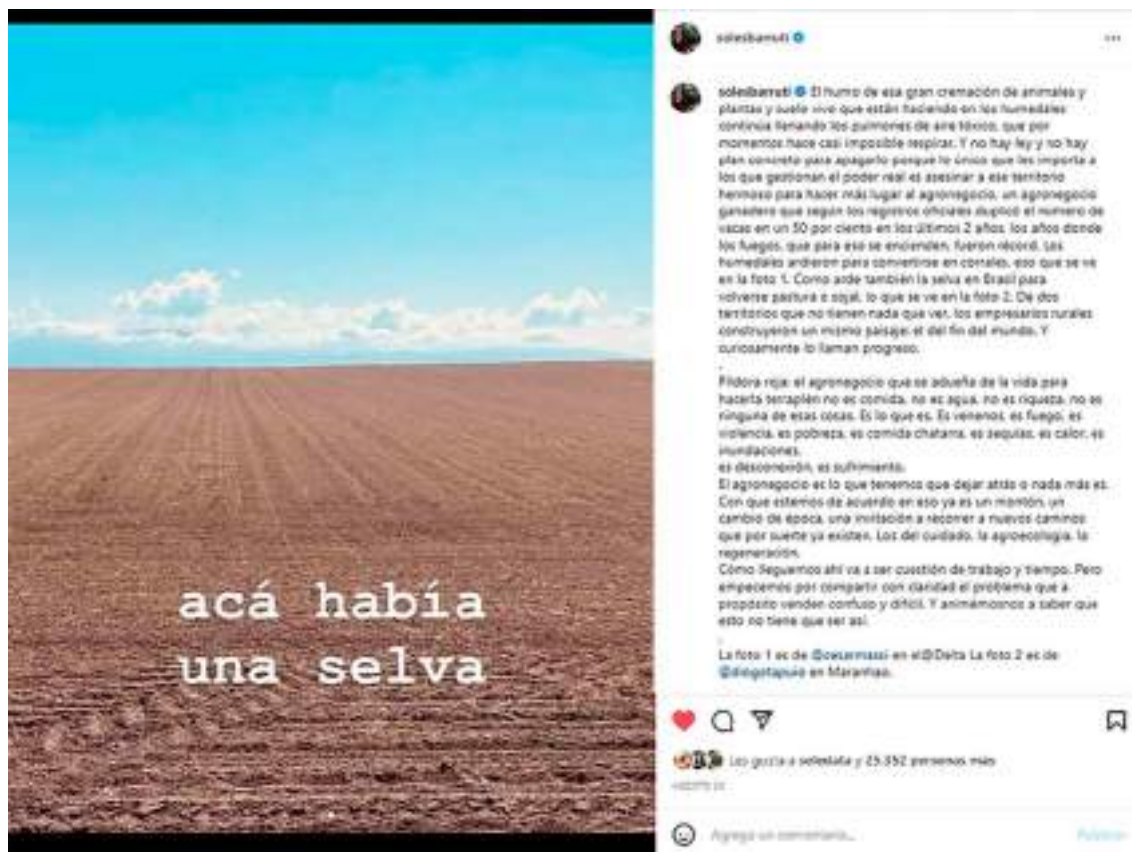 acá había
una selva
solesbarruti
solesbarruti El humo de esa gran cremación de animales y
plantas y suelo vivo que están haciendo en los humedales
continúa llenando los pulmones de aire tóxico, que por
momentos hace casi imposible respirar. Y no hay ley y no hay
plan concreto para apagarlo porque lo único que les importa a
los que gestionan el poder real es asesinar a ese territorio
hermoso para hacer más lugar al agronegocio, un agronegocio
ganadero que según los registros oficiales duplicó el número de
vacas en un 50 por ciento en los últimos 2 años, los años donde
los fuegos, que para eso se encienden, fueron récord. Los
humedales ardieron para convertirse en corrales, eso que se ve
en la foto 1. Como arde también la selva en Brasil para
volverse pastura o sojal, lo que se ve en la foto 2. De dos
territorios que no tienen nada que ver, los empresarios rurales
construyeron un mismo paisaje: el del fin del mundo. Y
curiosamente lo llaman progreso.
.
Píldora roja: el agronegocio que se adueña de la vida para
hacerla terraplén no es comida, no es agua, no es riqueza, no es
ninguna de esas cosas. Es lo que es. Es venenos, es fuego, es
violencia, es pobreza, es comida chatarra, es sequías, es calor, es
inundaciones.
es desconexión, es sufrimiento.
El agronegocio es lo que tenemos que dejar atrás o nada más es.
Con que estemos de acuerdo en eso ya es un montón, un
cambio de época, una invitación a recorrer a nuevos caminos
que por suerte ya existen. Los del cuidado, la agroecología, la
regeneración.
Cómo lleguemos ahí va a ser cuestión de trabajo y tiempo. Pero
empecemos por compartir con claridad el problema que a
propósito venden confuso y difícil. Y animémosnos a saber que
esto no tiene que ser así.
.
La foto 1 es de @cesarmassi en el@Delta La foto 2 es de
@diogotapuio en Maranhao.
Les gusta a soledata y 25.352 personas más
Agrega un comentario...
Publicar